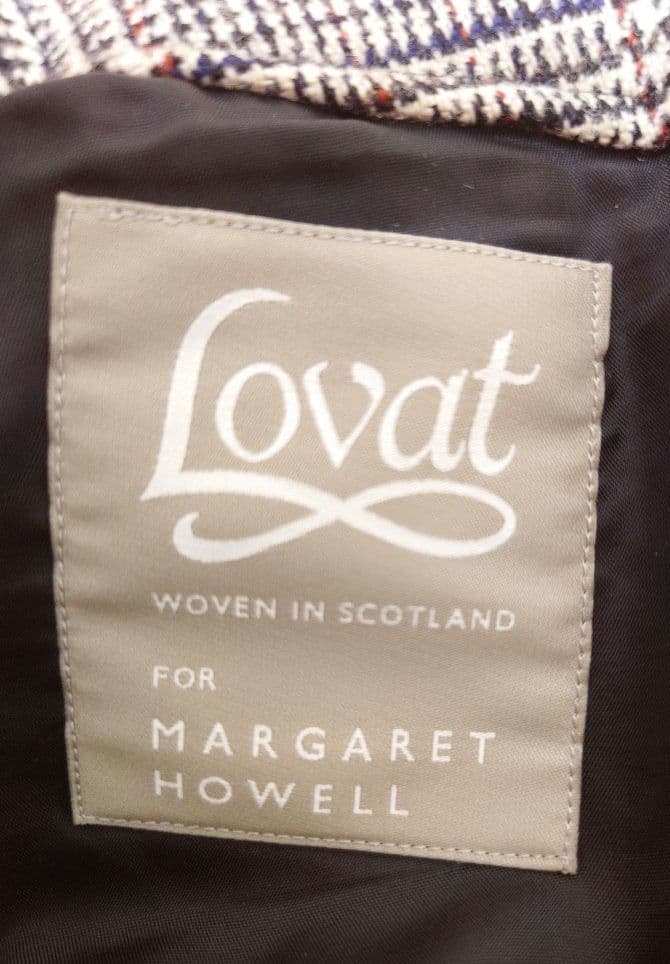 Lovat
WOVEN IN SCOTLAND
FOR
MARGARET
HOWELL